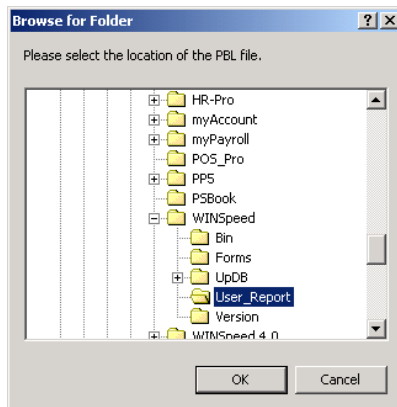 Browse for Folder
Please select the location of the PBL file.
HR-Pro
myAccount
myPayroll
POS_Pro
PP5
PSBook
WINSpeed
Bin
Forms
UpDB
User_Report
Version
WINSpeed 4.0
OK Cancel